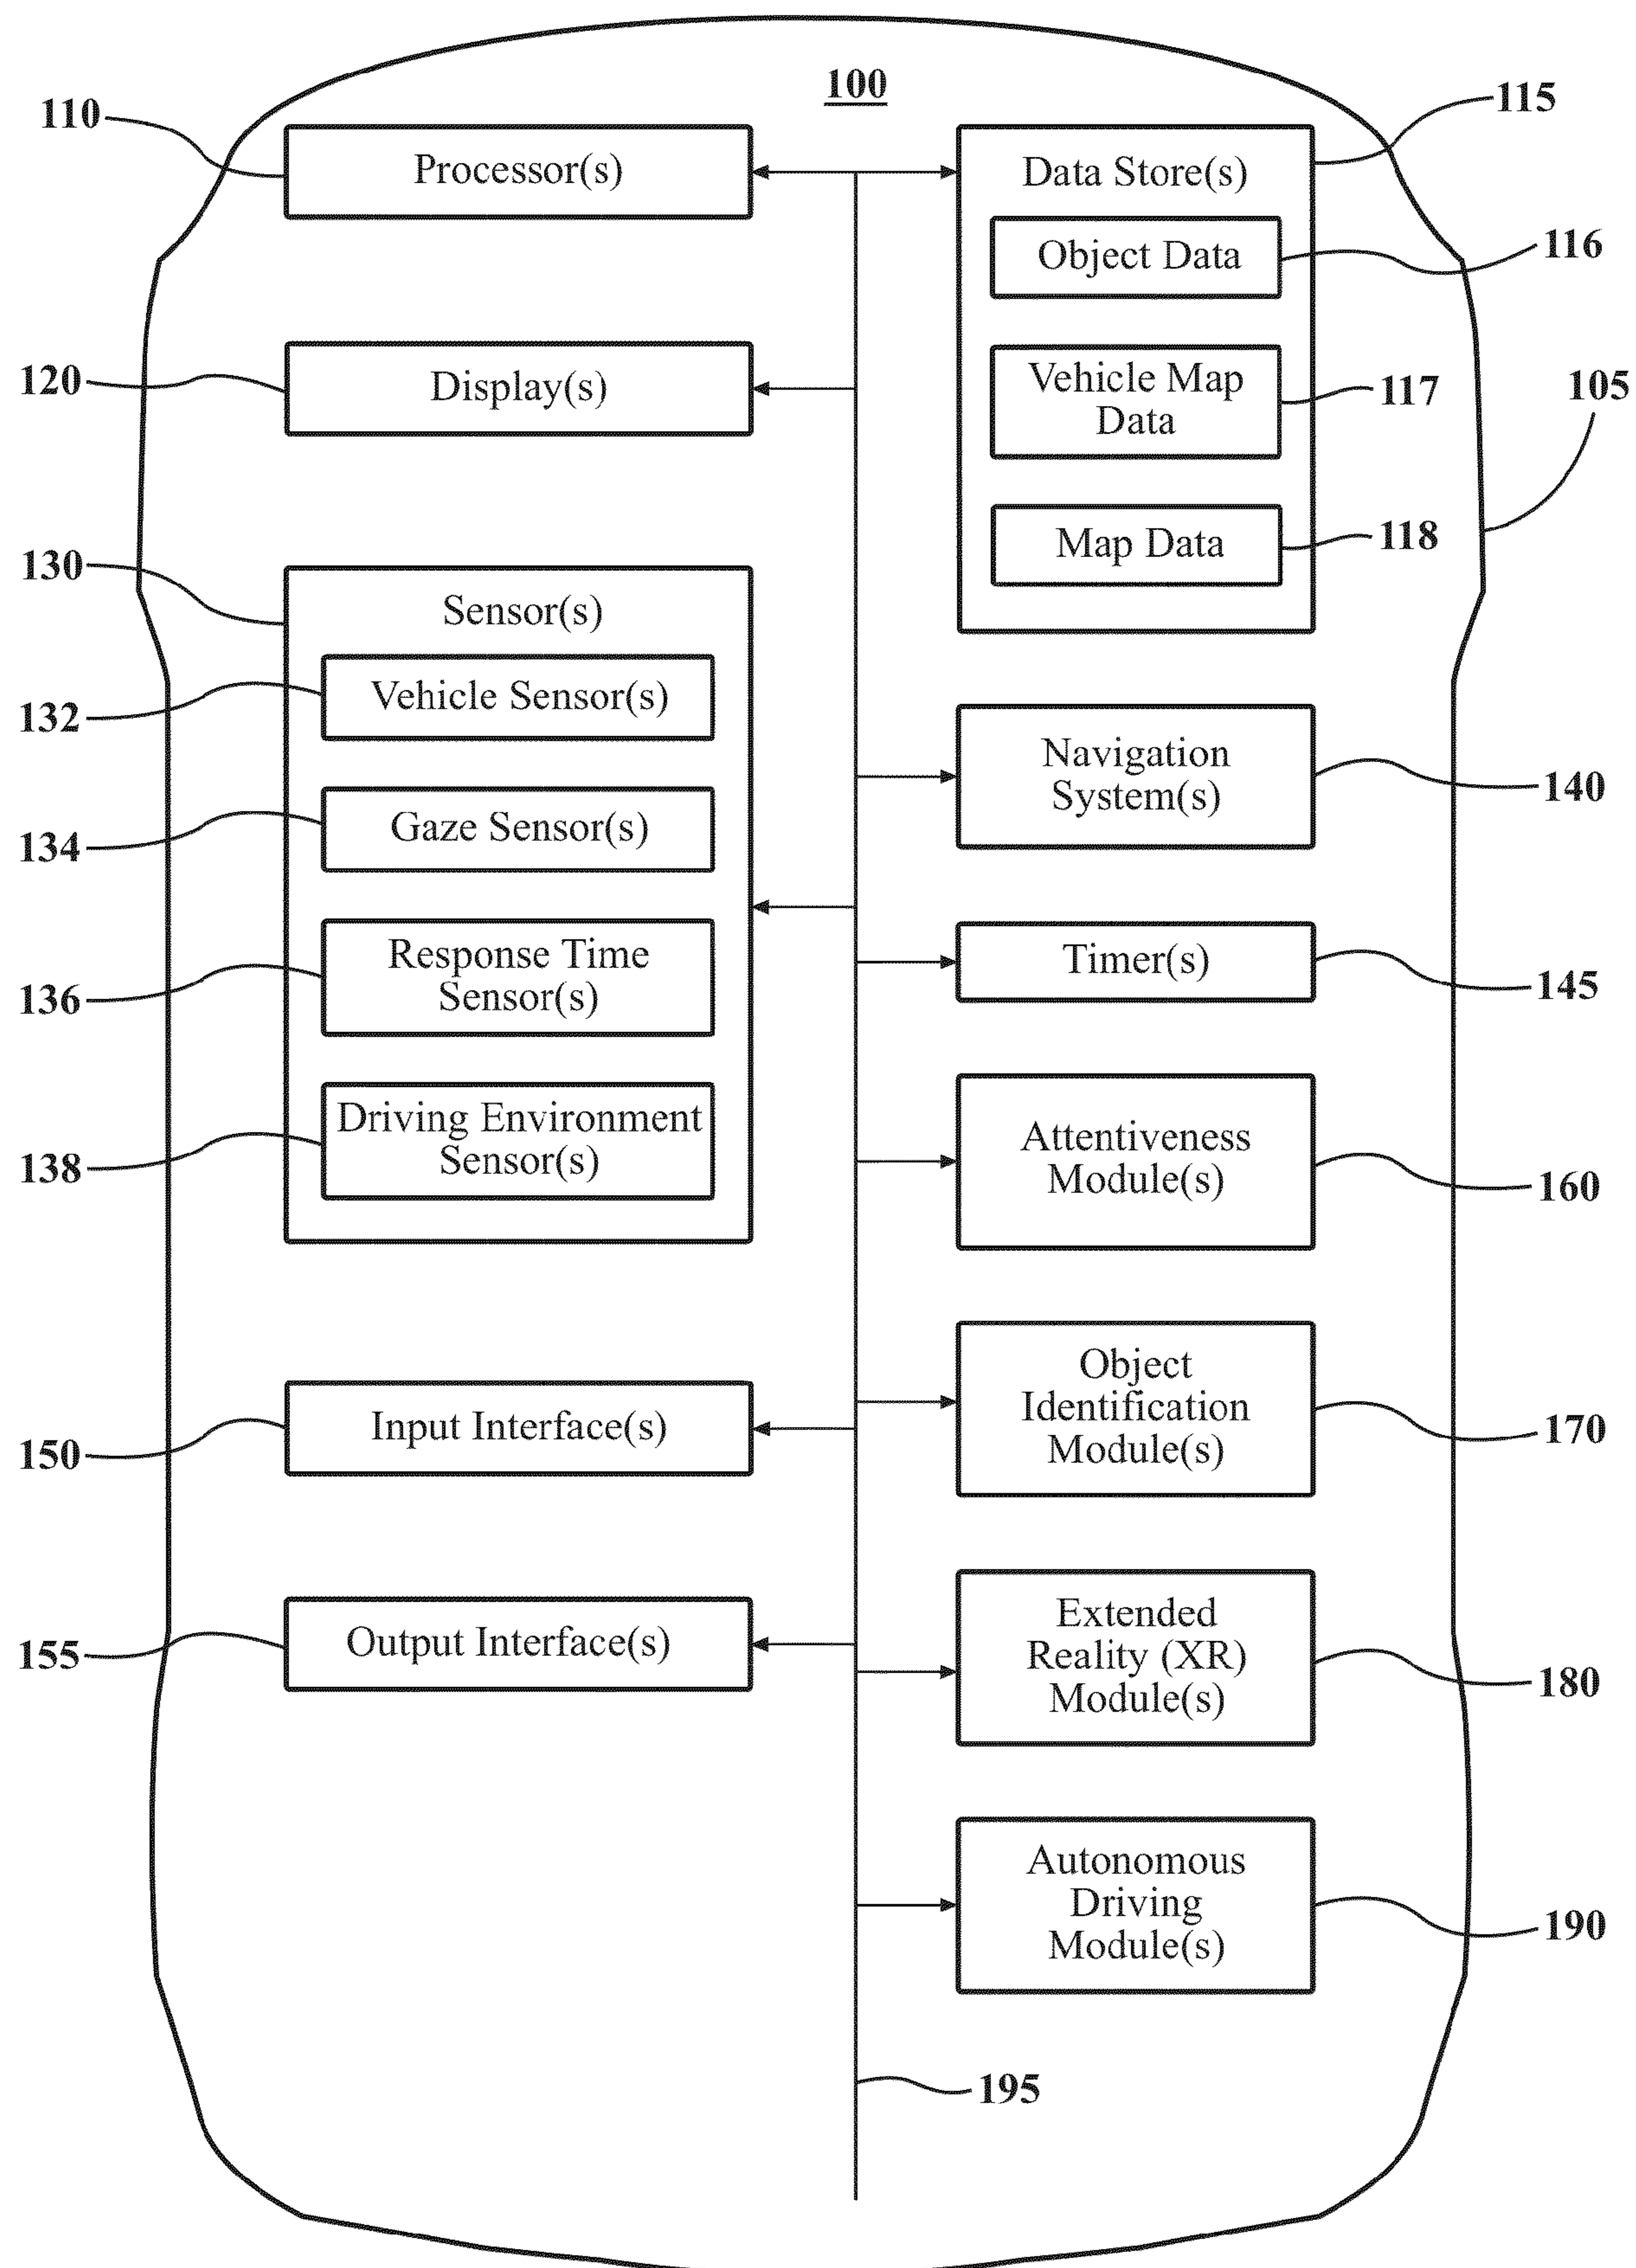 100
110
Processor(s)
120
Display(s)
130
Sensor(s)
132
Vehicle Sensor(s)
134
Gaze Sensor(s)
136
Response Time
Sensor(s)
138
Driving Environment
Sensor(s)
150
Input Interface(s)
155
Output Interface(s)
115
Data Store(s)
Object Data
116
Vehicle Map
Data
117
Map Data
118
105
Navigation
System(s)
140
Timer(s)
145
Attentiveness
Module(s)
160
Object
Identification
Module(s)
170
Extended
Reality (XR)
Module(s)
180
Autonomous
Driving
Module(s)
190
195